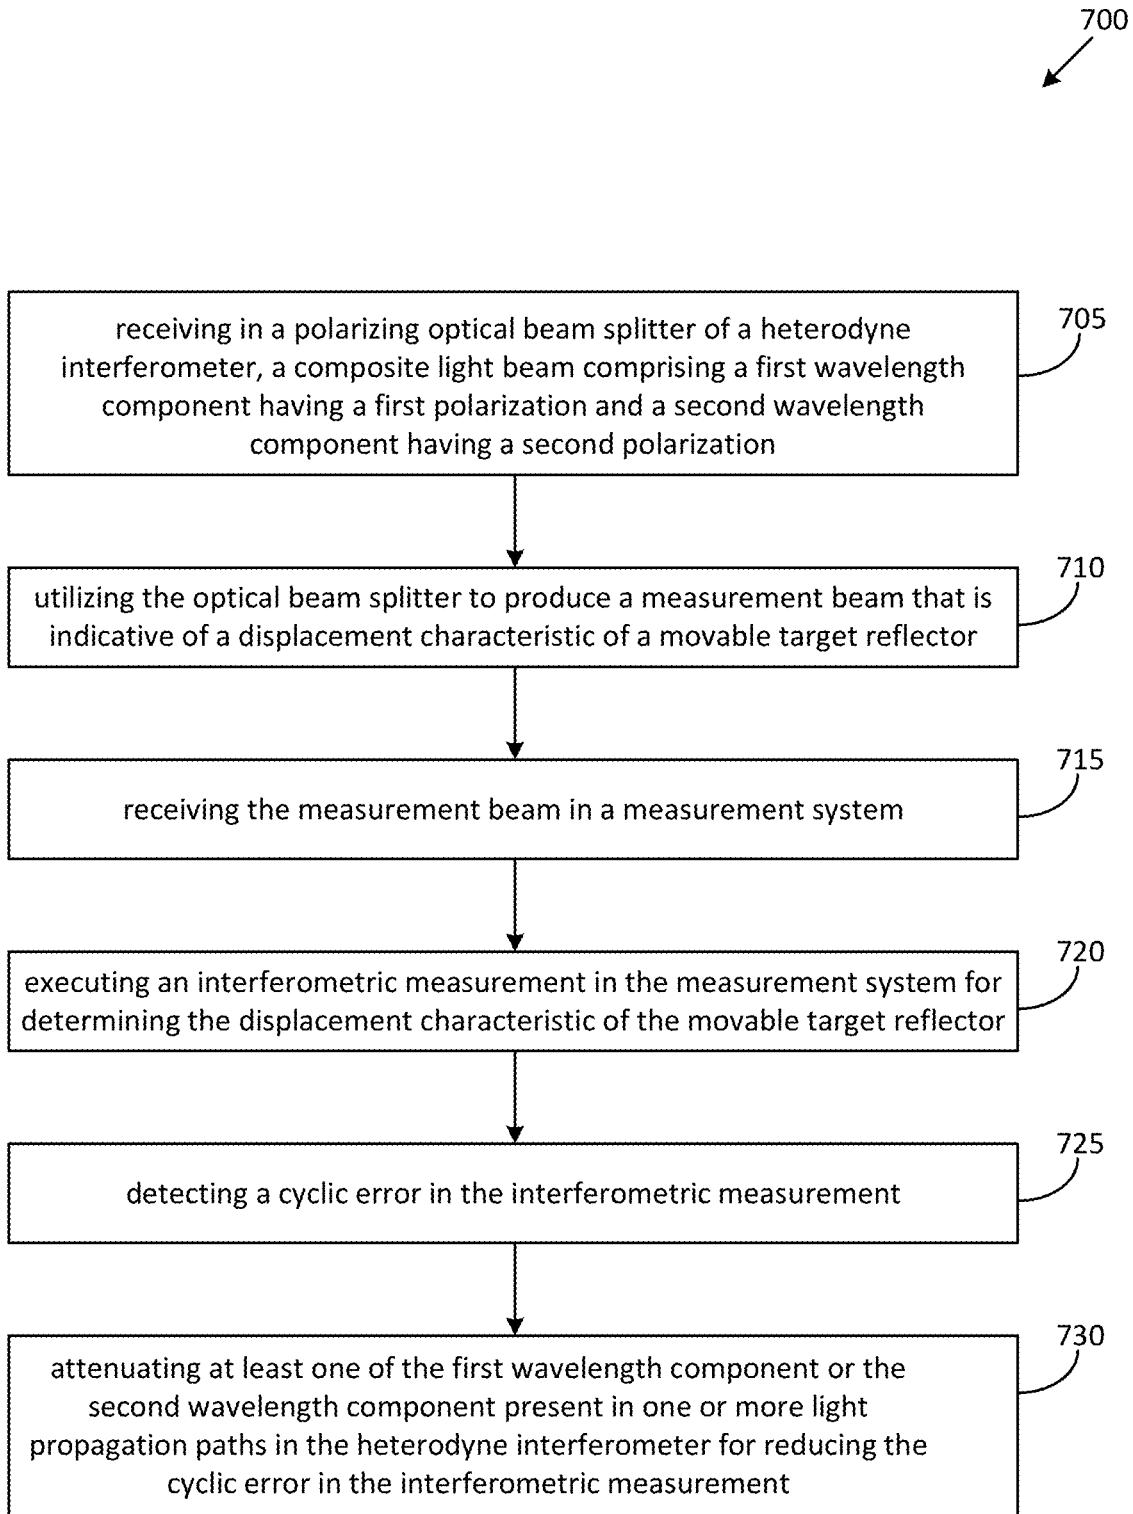 700
receiving in a polarizing optical beam splitter of a heterodyne
705
interferometer, a composite light beam comprising a first wavelength
component having a first polarization and a second wavelength
component having a second polarization
710
utilizing the optical beam splitter to produce a measurement beam that is
indicative of a displacement characteristic of a movable target reflector
715
receiving the measurement beam in a measurement system
720
executing an interferometric measurement in the measurement system for
determining the displacement characteristic of the movable target reflector
725
detecting a cyclic error in the interferometric measurement
730
attenuating at least one of the first wavelength component or the
second wavelength component present in one or more light
propagation paths in the heterodyne interferometer for reducing the
cyclic error in the interferometric measurement